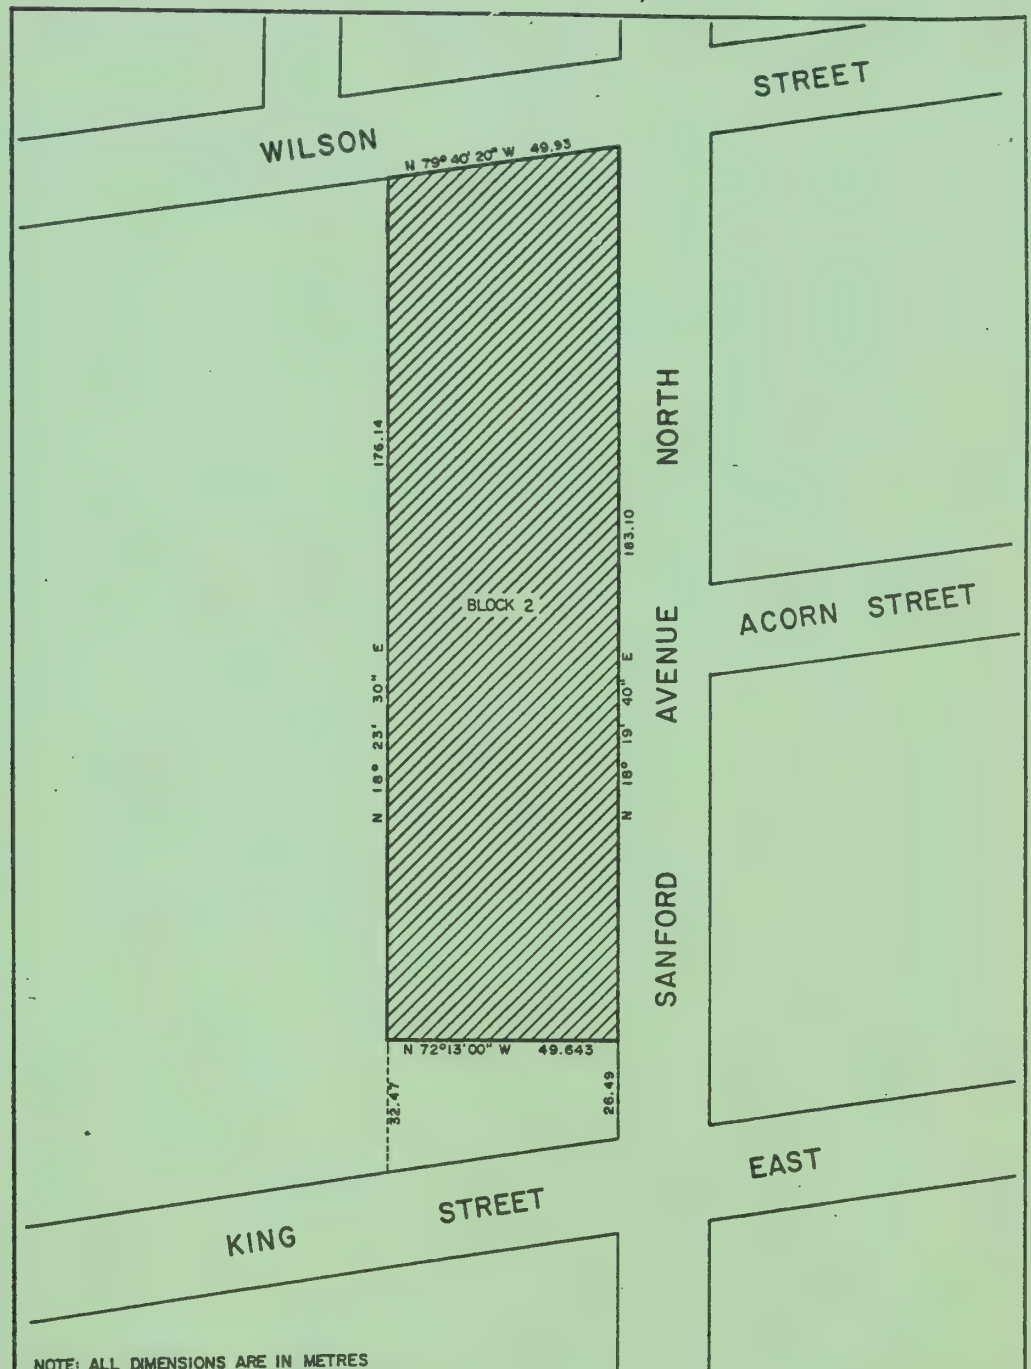 STREET
WILSON
N 79° 40' 20" W 49.93
NORTH
176.14
183.10
BLOCK 2
ACORN STREET
AVENUE
N 18° 23' 30" E
N 18° 19' 40" E
SANFORD
N 72°13'00" W 49.643
32.47
26.49
EAST
STREET
KING
NOTE: ALL DIMENSIONS ARE IN METRES